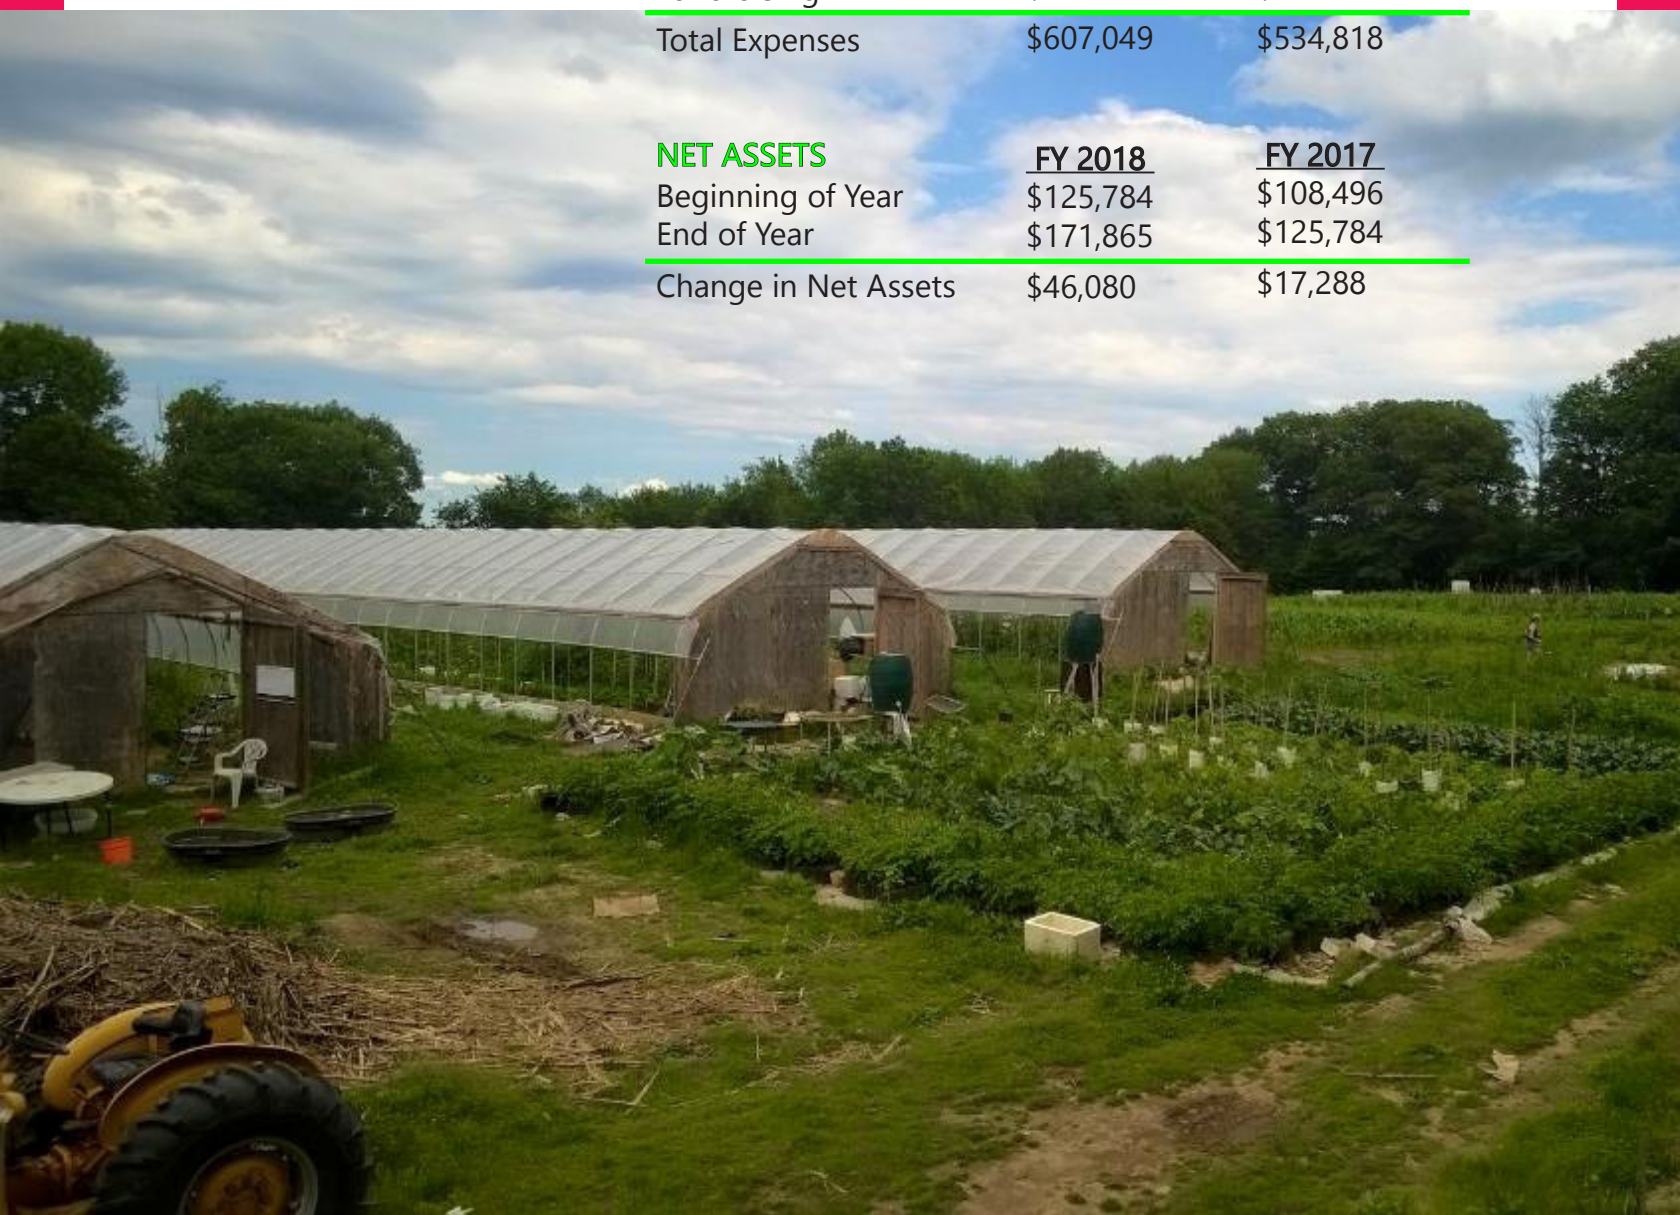 Total Expenses $607,049 $534,818
NET ASSETS FY 2018 FY 2017
Beginning of Year $125,784 $108,496
End of Year $171,865 $125,784
Change in Net Assets $46,080 $17,288